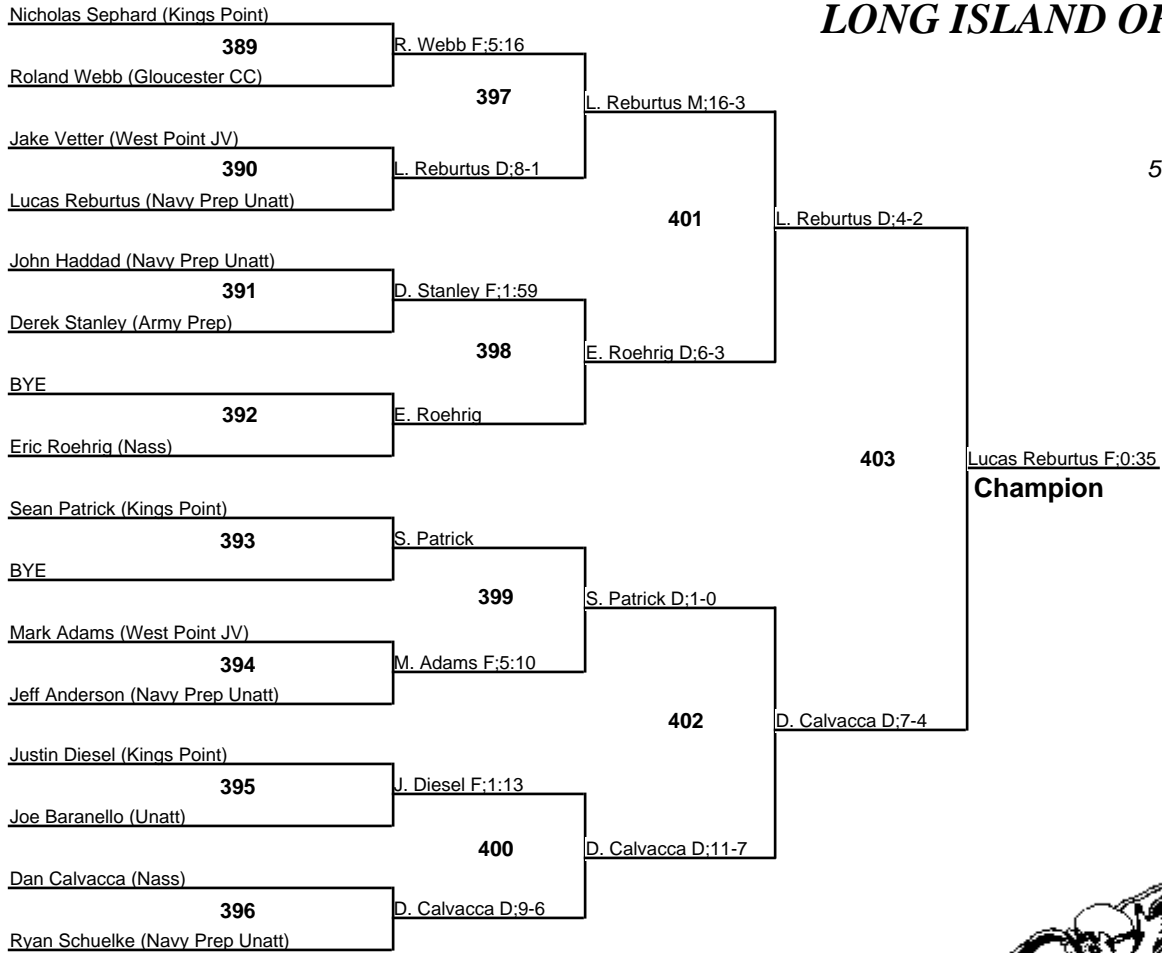 LONG ISLAND OP
5
Nicholas Sephard (Kings Point)
389
Roland Webb (Gloucester CC)
R. Webb F;5:16
397
L. Reburtus M;16-3
Jake Vetter (West Point JV)
390
Lucas Reburtus (Navy Prep Unatt)
L. Reburtus D;8-1
401
L. Reburtus D;4-2
John Haddad (Navy Prep Unatt)
391
Derek Stanley (Army Prep)
D. Stanley F;1:59
398
E. Roehrig D;6-3
BYE
392
Eric Roehrig (Nass)
E. Roehrig
403
Lucas Reburtus F;0:35
Champion
Sean Patrick (Kings Point)
393
BYE
S. Patrick
399
S. Patrick D;1-0
Mark Adams (West Point JV)
394
Jeff Anderson (Navy Prep Unatt)
M. Adams F;5:10
402
D. Calvacca D;7-4
Justin Diesel (Kings Point)
395
Joe Baranello (Unatt)
J. Diesel F;1:13
400
D. Calvacca D;11-7
Dan Calvacca (Nass)
396
Ryan Schuelke (Navy Prep Unatt)
D. Calvacca D;9-6